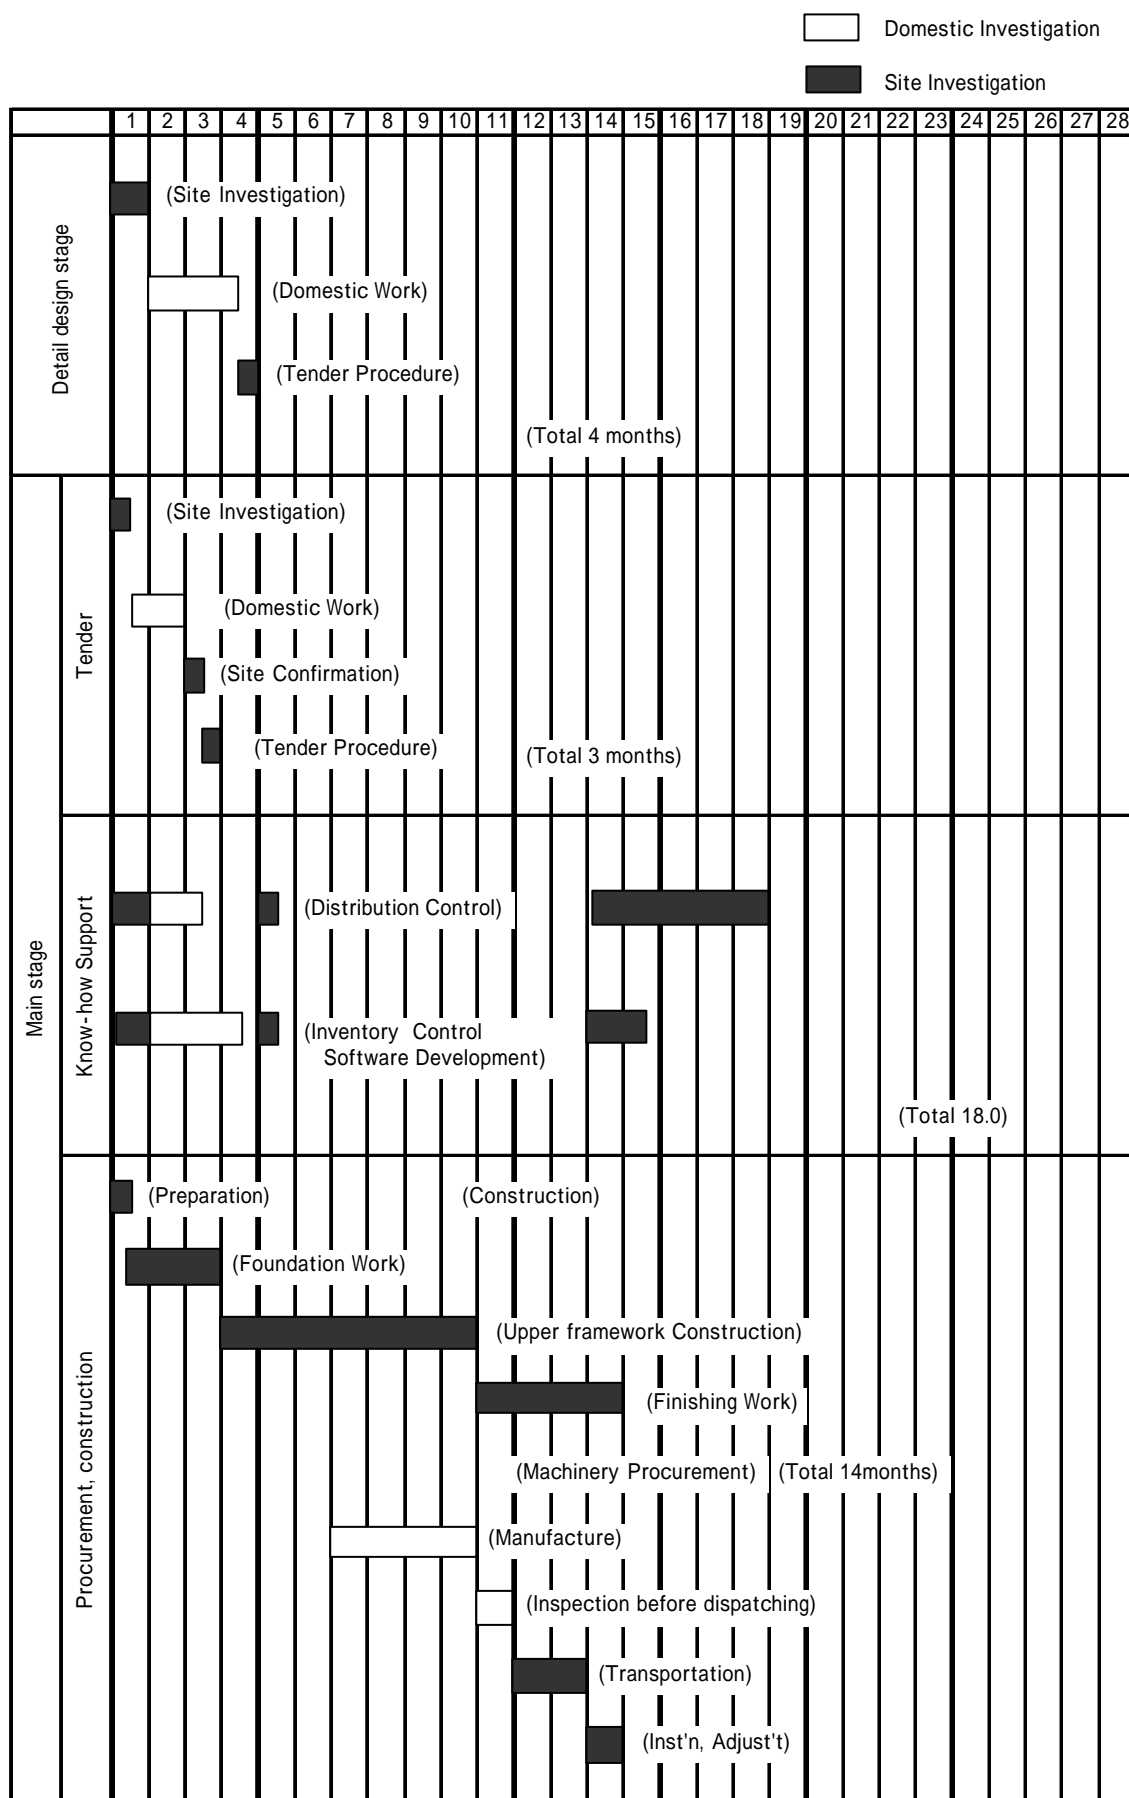 Domestic Investigation
Site Investigation
1 2 3 4 5 6 7 8 9 10 11 12 13 14 15 16 17 18 19 20 21 22 23 24 25 26 27 28
Detail design stage
(Site Investigation)
(Domestic Work)
(Tender Procedure)
(Total 4 months)
Main stage
Tender
(Site Investigation)
(Domestic Work)
(Site Confirmation)
(Tender Procedure)
(Total 3 months)
Know-how Support
(Distribution Control)
(Inventory Control
Software Development)
(Total 18.0)
Procurement, construction
(Preparation)
(Construction)
(Foundation Work)
(Upper framework Construction)
(Finishing Work)
(Machinery Procurement)
(Total 14months)
(Manufacture)
(Inspection before dispatching)
(Transportation)
(Inst'n, Adjust't)